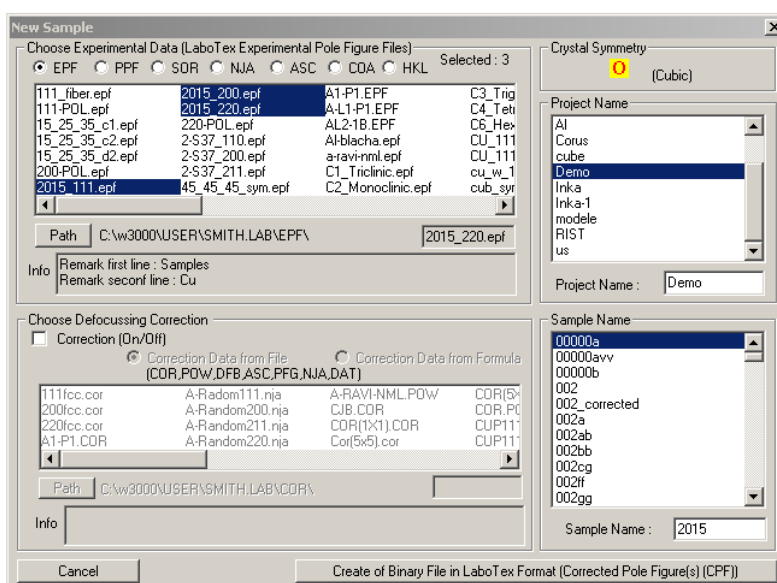 New Sample
Choose Experimental Data (LaboTex Experimental Pole Figure Files)
EPF PPF SOR NJA ASC COA HKL Selected : 3
111_fiber.epf 2015_200.epf A1-P1.EPF C3_Trig
111-POL.epf 2015_220.epf A-L1-P1.EPF C4_Tetr
15_25_35_c1.epf 220-POL.epf AL2-1B.EPF C6_Hex
15_25_35_c2.epf 2-S37_110.epf Al-blacha.epf CU_111
15_25_35_d2.epf 2-S37_200.epf a-ravi-nml.epf CU_111
200-POL.epf 2-S37_211.epf C1_Triclinic.epf cu_w_1
2015_111.epf 45_45_45_sym.epf C2_Monoclinic.epf cub_syr
Path C:\w3000\USER\SMITH.LAB\EPF\ 2015_220.epf
Info Remark first line : Samples
Remark seconf line : Cu
Crystal Symmetry
O (Cubic)
Project Name
Al
Corus
cube
Demo
Inka
Inka-1
modele
RIST
us
Project Name : Demo
Choose Defocussing Correction
Correction (On/Off)
Correction Data from File Correction Data from Formula
(COR,POW,DFB,ASC,PFG,NJA,DAT)
111fcc.cor A-Radom111.nja A-RAVI-NML.POW COR(5x
200fcc.cor A-Random200.nja CJB.COR COR.PO
220fcc.cor A-Random211.nja COR(1X1).COR CUP111
A1-P1.COR A-Random220.nja Cor(5x5).cor CUP111
Path C:\w3000\USER\SMITH.LAB\COR\
Info
Sample Name
00000a
00000avv
00000b
002
002_corrected
002a
002ab
002bb
002cg
002ff
002gg
Sample Name : 2015
Cancel Create of Binary File in LaboTex Format (Corrected Pole Figure(s) (CPF))